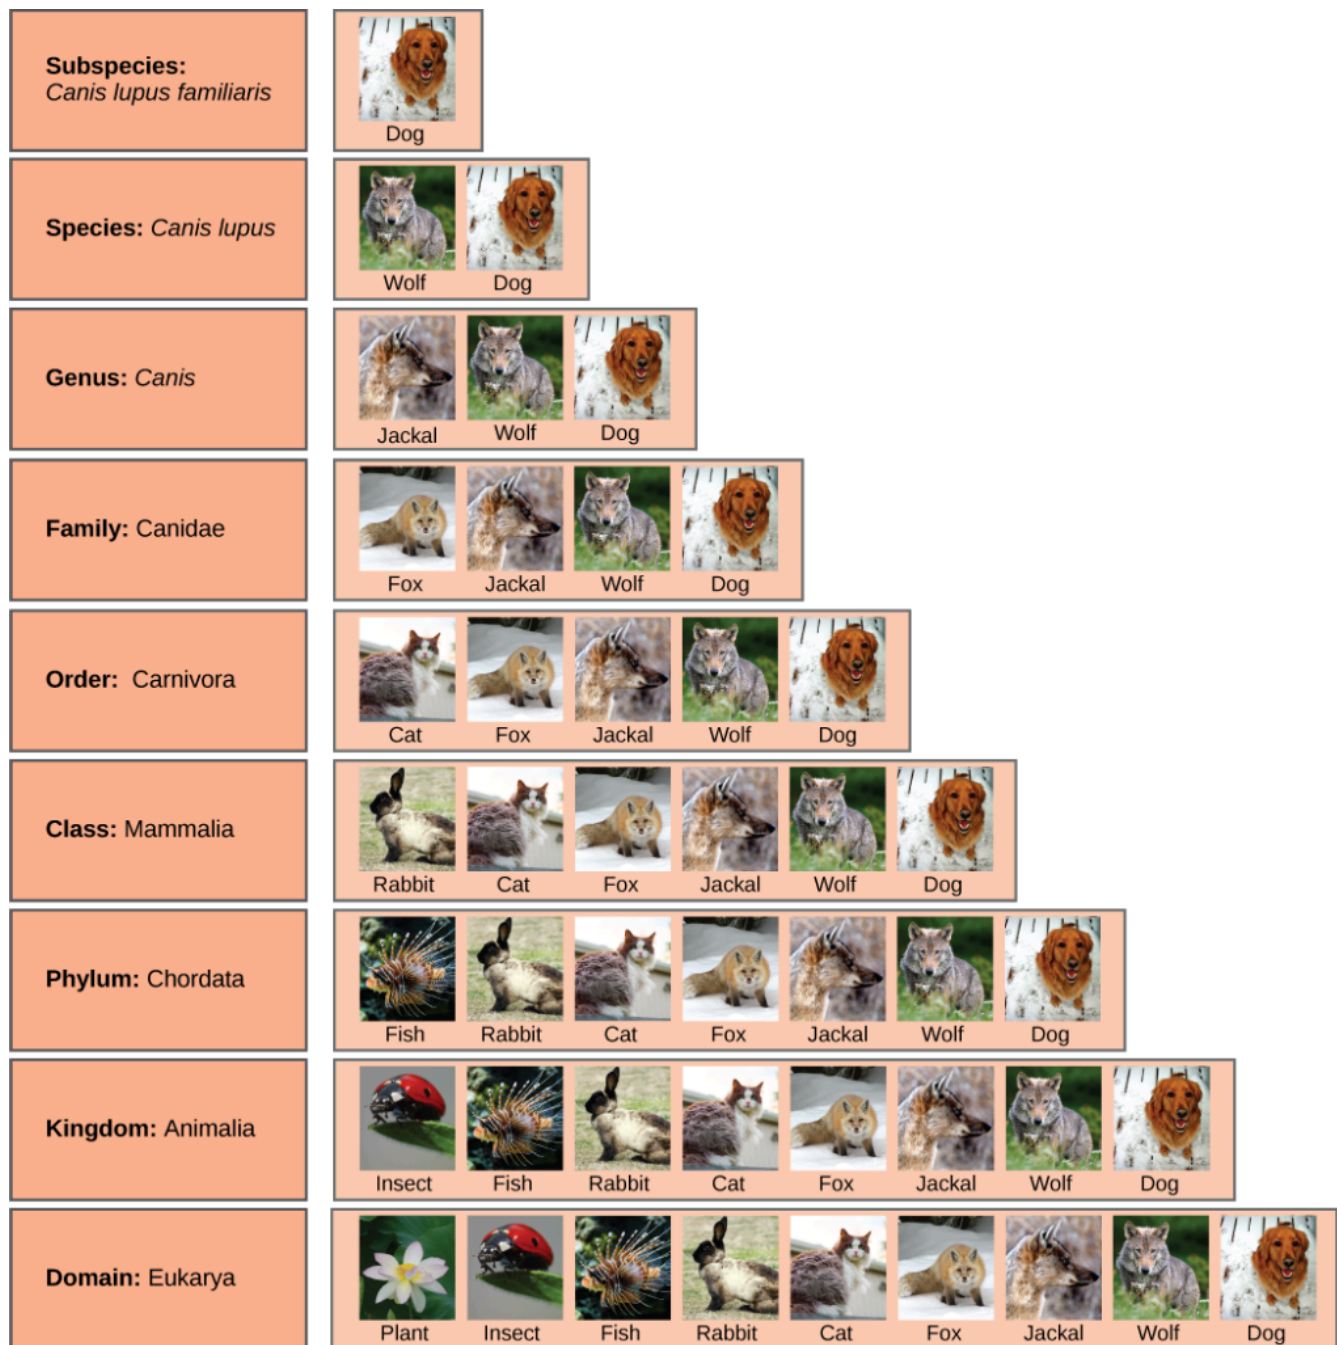 Subspecies:
Canis lupus familiaris
Dog
Species: Canis lupus
Wolf Dog
Genus: Canis
Jackal Wolf Dog
Family: Canidae
Fox Jackal Wolf Dog
Order: Carnivora
Cat Fox Jackal Wolf Dog
Class: Mammalia
Rabbit Cat Fox Jackal Wolf Dog
Phylum: Chordata
Fish Rabbit Cat Fox Jackal Wolf Dog
Kingdom: Animalia
Insect Fish Rabbit Cat Fox Jackal Wolf Dog
Domain: Eukarya
Plant Insect Fish Rabbit Cat Fox Jackal Wolf Dog